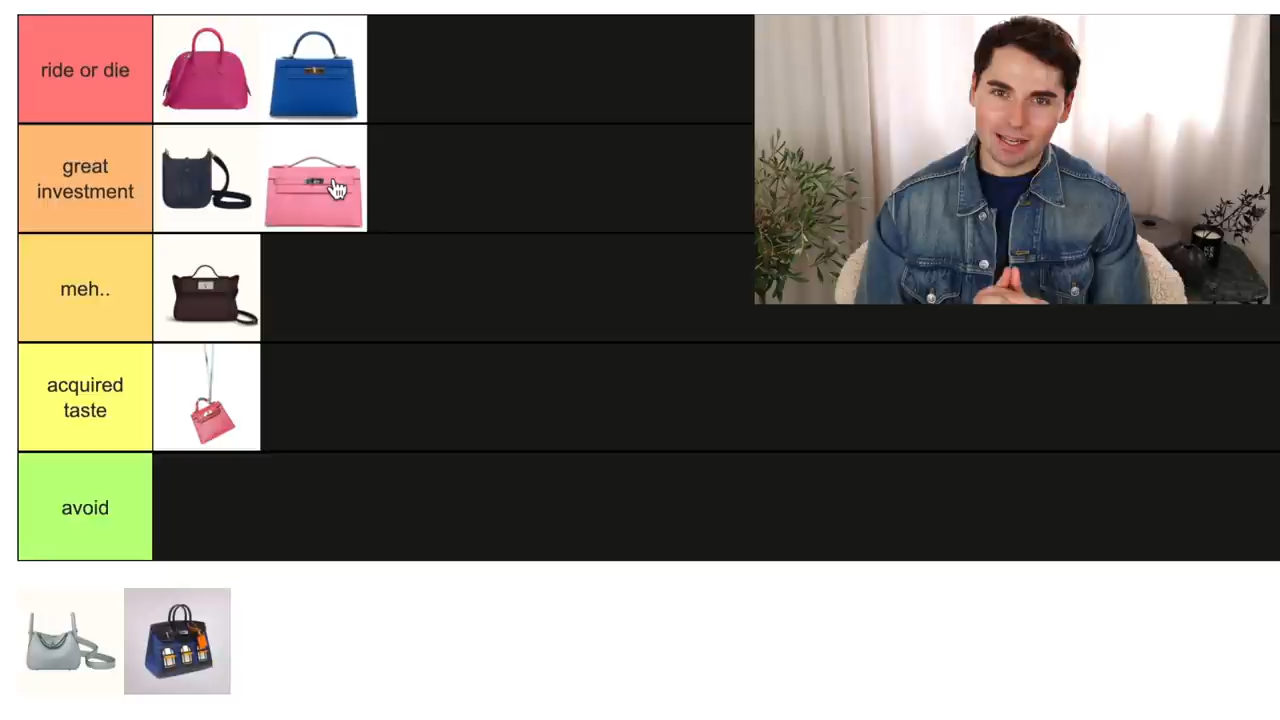 ride or die
great
investment
meh..
acquired
taste
avoid